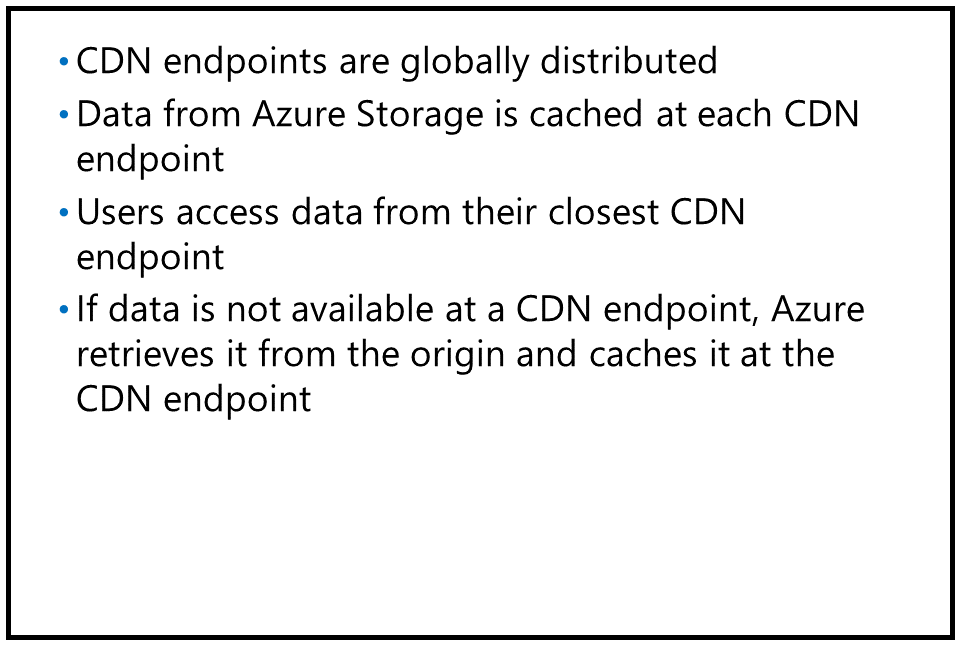 • CDN endpoints are globally distributed
• Data from Azure Storage is cached at each CDN
endpoint
• Users access data from their closest CDN
endpoint
• If data is not available at a CDN endpoint, Azure
retrieves it from the origin and caches it at the
CDN endpoint